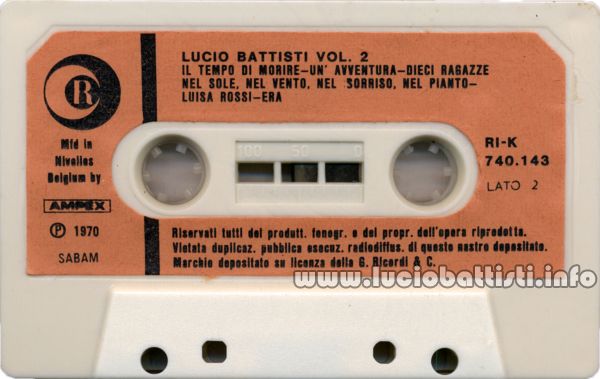 LUCIO BATTISTI VOL. 2
IL TEMPO DI MORIRE–UN' AVVENTURA–DIECI RAGAZZE
NEL SOLE, NEL VENTO, NEL SORRISO, NEL PIANTO–
LUISA ROSSI–ERA
R
Mfd in
Nivelles
Belgium by
AMPEX
P 1970
SABAM
100 50 0
RI-K
740.143
LATO 2
Riservati tutti dei produtt. fonogr. e dei propr. dell'opera riprodotta.
Vietata duplicaz. pubblica esecuz. radiodiffus. di questo nastro depositato.
Marchio depositato su licenza della G. Ricordi & C.
www.luciobattisti.info